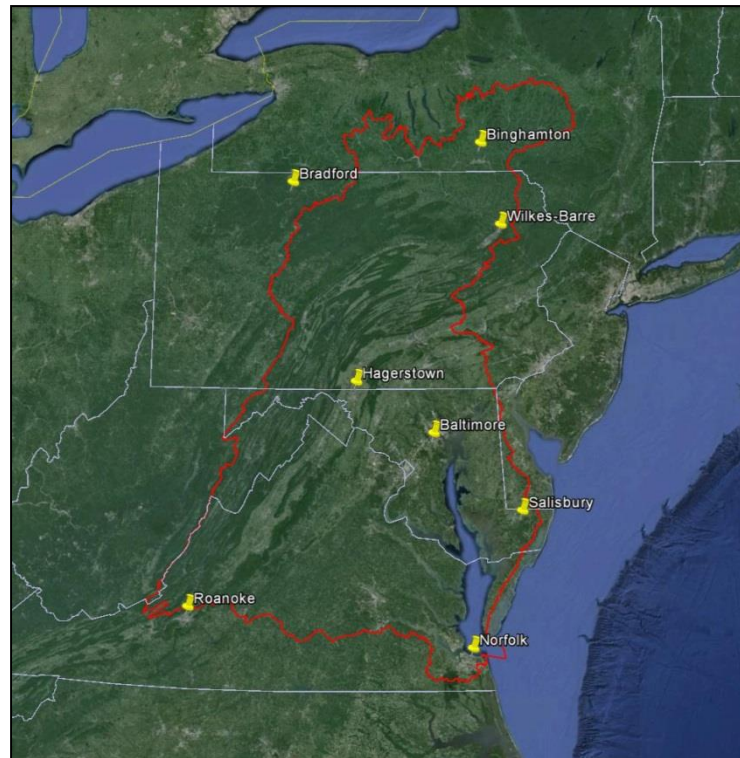 Binghamton
Bradford
Wilkes-Barre
Hagerstown
Baltimore
Salisbury
Roanoke
Norfolk